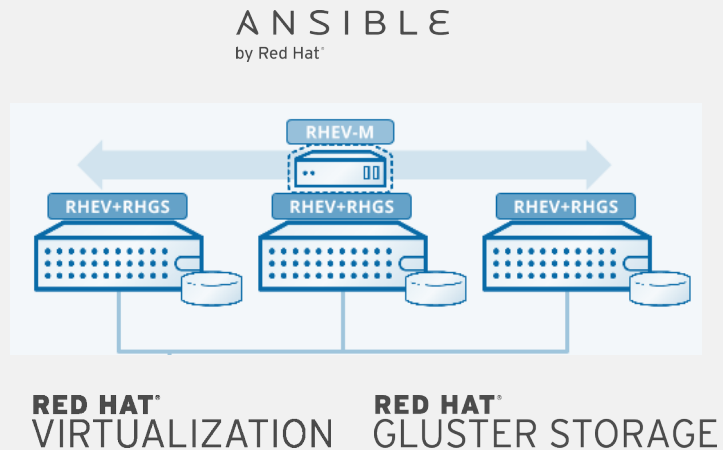 ANSIBLE
by Red Hat®
RHEV-M
RHEV+RHGS RHEV+RHGS RHEV+RHGS
RED HAT® RED HAT®
VIRTUALIZATION GLUSTER STORAGE